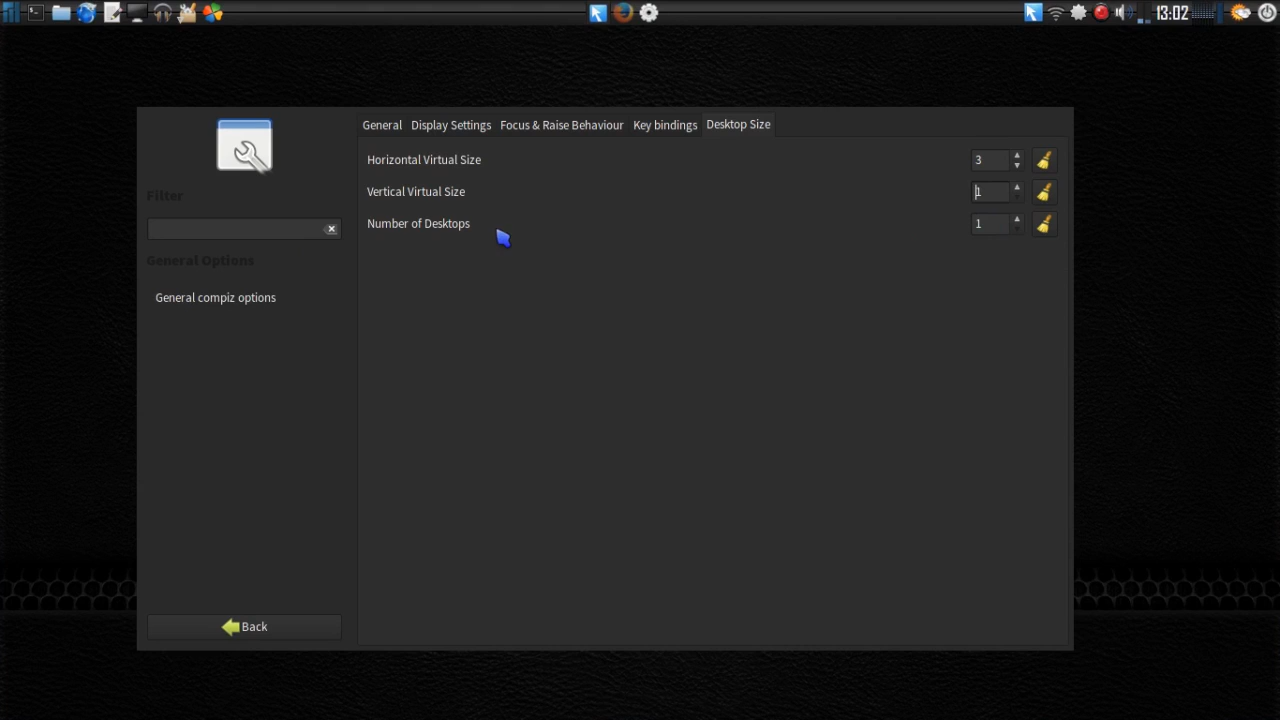 13:02
General Display Settings Focus & Raise Behaviour Key bindings Desktop Size
Horizontal Virtual Size 3
Vertical Virtual Size 1
Number of Desktops 1
Filter
General Options
General compiz options
Back